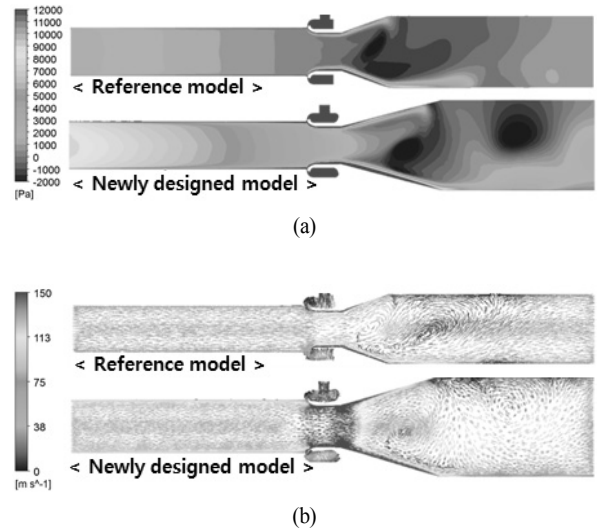 12000
11000
10000
9000
8000
7000
6000
5000
4000
3000
2000
1000
0
-1000
-2000
[Pa]
< Reference model >
< Newly designed model >
(a)
150
113
75
38
0
[m s^-1]
< Reference model >
< Newly designed model >
(b)